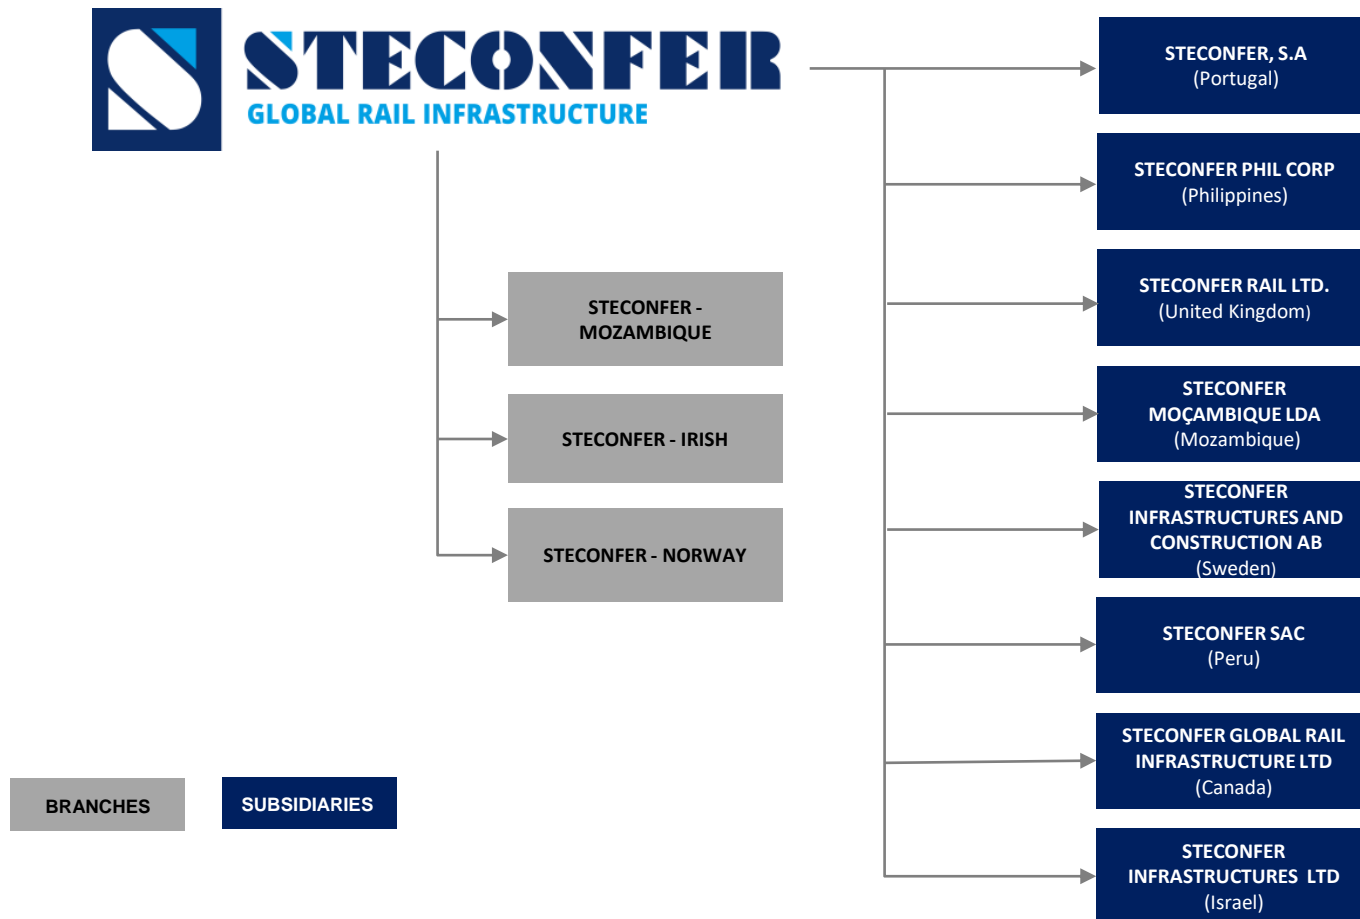 STECONFER
GLOBAL RAIL INFRASTRUCTURE
STECONFER -
MOZAMBIQUE
STECONFER - IRISH
STECONFER - NORWAY
STECONFER, S.A
(Portugal)
STECONFER PHIL CORP
(Philippines)
STECONFER RAIL LTD.
(United Kingdom)
STECONFER
MOÇAMBIQUE LDA
(Mozambique)
STECONFER
INFRASTRUCTURES AND
CONSTRUCTION AB
(Sweden)
STECONFER SAC
(Peru)
STECONFER GLOBAL RAIL
INFRASTRUCTURE LTD
(Canada)
STECONFER
INFRASTRUCTURES LTD
(Israel)
BRANCHES
SUBSIDIARIES